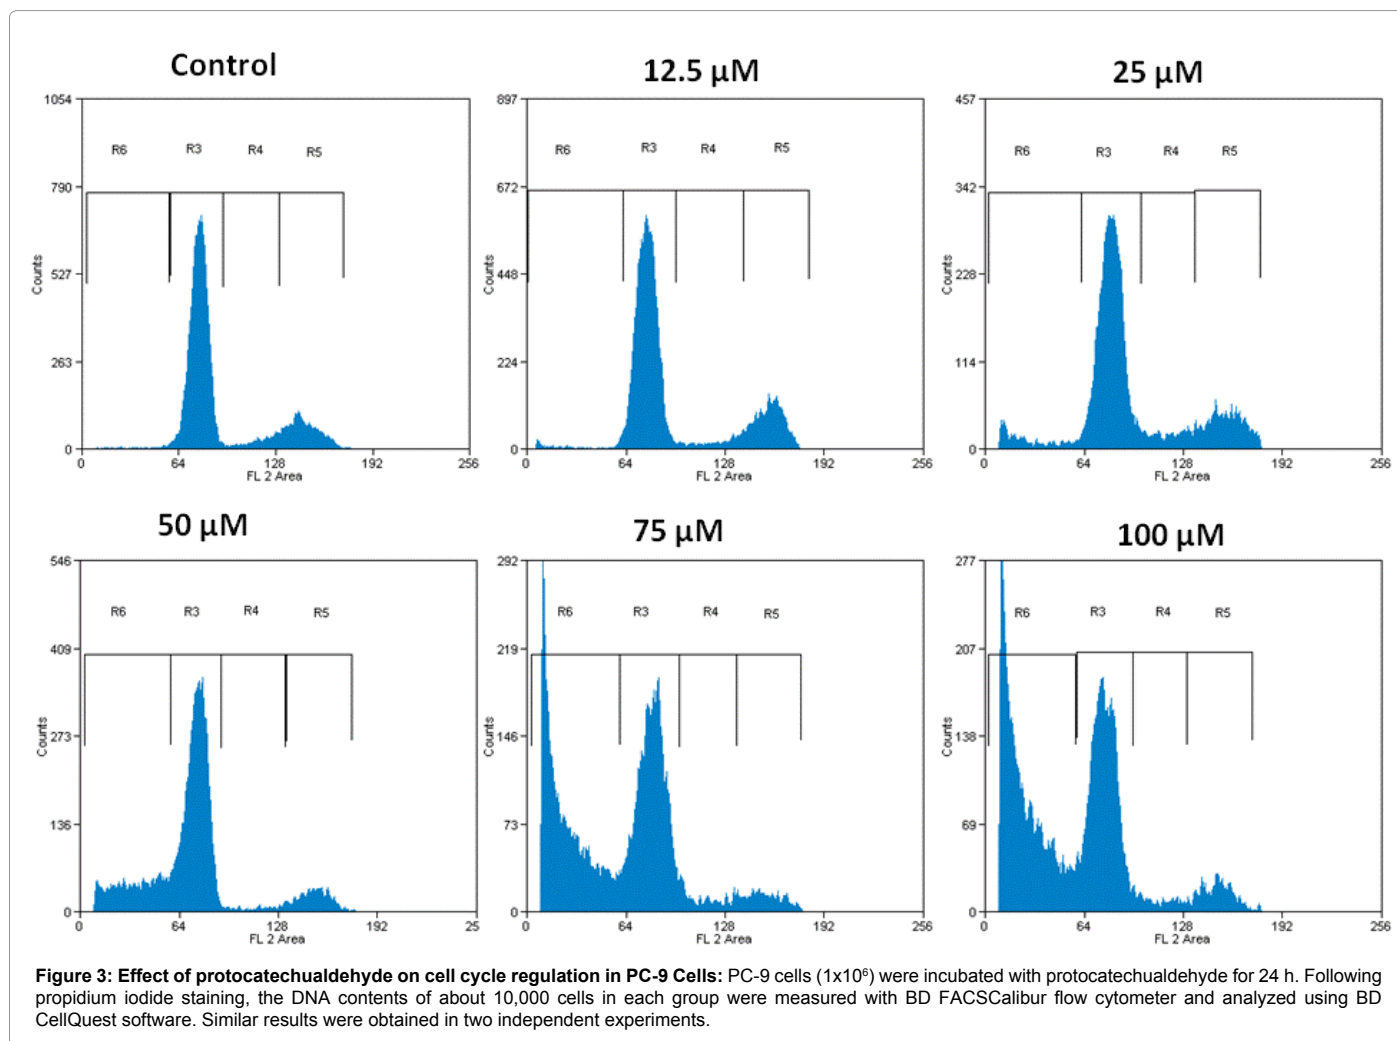 Control
1054
790
527
263
0
Counts
R6
R3
R4
R5
0
64
128
192
256
FL 2 Area
12.5 µM
897
672
448
224
0
Counts
R6
R3
R4
R5
0
64
128
192
256
FL 2 Area
25 µM
457
342
228
114
0
Counts
R6
R3
R4
R5
0
64
128
192
256
FL 2 Area
50 µM
546
409
273
136
0
Counts
R6
R3
R4
R5
0
64
128
192
25
FL 2 Area
75 µM
292
219
146
73
0
Counts
R6
R3
R4
R5
0
64
128
192
256
FL 2 Area
100 µM
277
207
138
69
0
Counts
R6
R3
R4
R5
0
64
128
192
256
FL 2 Area
Figure 3: Effect of protocatechualdehyde on cell cycle regulation in PC-9 Cells: PC-9 cells (1x10⁶) were incubated with protocatechualdehyde for 24 h. Following
propidium iodide staining, the DNA contents of about 10,000 cells in each group were measured with BD FACSCalibur flow cytometer and analyzed using BD
CellQuest software. Similar results were obtained in two independent experiments.